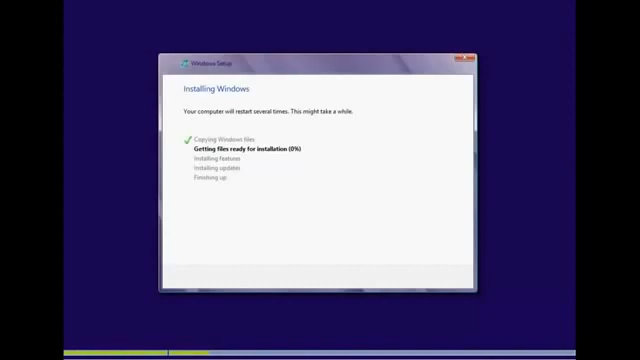 Windows Setup
Installing Windows
Your computer will restart several times. This might take a while.
Copying Windows files
Getting files ready for installation (0%)
Installing features
Installing updates
Finishing up